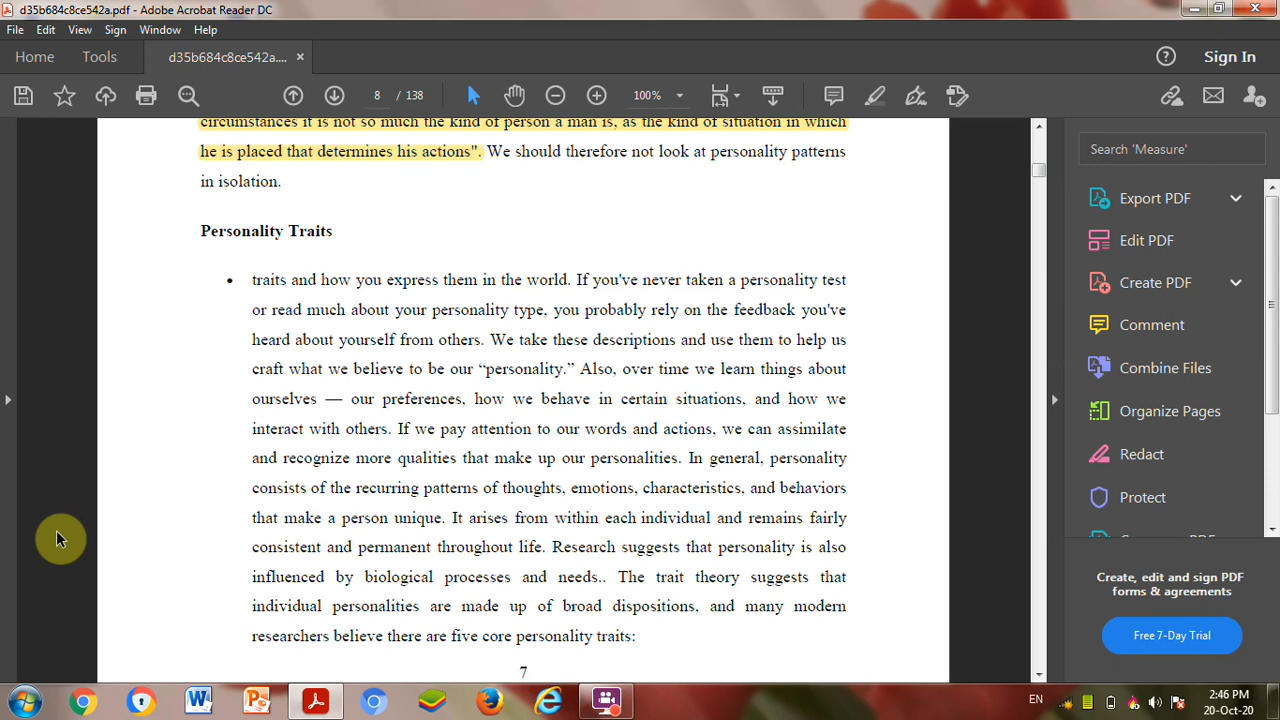 d35b684c8ce542a.pdf - Adobe Acrobat Reader DC
File Edit View Sign Window Help
Home Tools d35b684c8ce542a.... × Sign In
8 / 138 100%
circumstances it is not so much the kind of person a man is, as the kind of situation in which
he is placed that determines his actions". We should therefore not look at personality patterns
in isolation.
Personality Traits
• traits and how you express them in the world. If you've never taken a personality test
or read much about your personality type, you probably rely on the feedback you've
heard about yourself from others. We take these descriptions and use them to help us
craft what we believe to be our “personality.” Also, over time we learn things about
ourselves — our preferences, how we behave in certain situations, and how we
interact with others. If we pay attention to our words and actions, we can assimilate
and recognize more qualities that make up our personalities. In general, personality
consists of the recurring patterns of thoughts, emotions, characteristics, and behaviors
that make a person unique. It arises from within each individual and remains fairly
consistent and permanent throughout life. Research suggests that personality is also
influenced by biological processes and needs.. The trait theory suggests that
individual personalities are made up of broad dispositions, and many modern
researchers believe there are five core personality traits:
7
Search 'Measure'
Export PDF
Edit PDF
Create PDF
Comment
Combine Files
Organize Pages
Redact
Protect
Create, edit and sign PDF
forms & agreements
Free 7-Day Trial
EN
2:46 PM
20-Oct-20